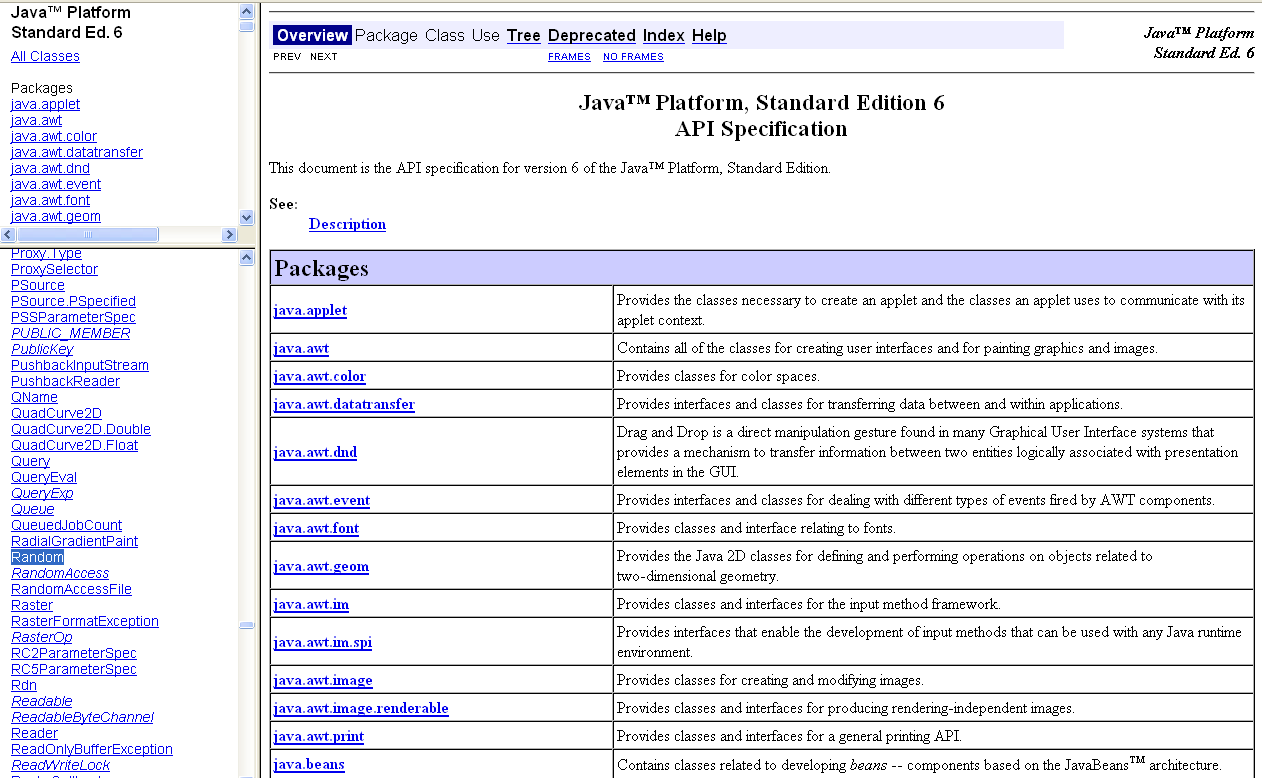 Java™ Platform
Standard Ed. 6
All Classes
Packages
java.applet
java.awt
java.awt.color
java.awt.datatransfer
java.awt.dnd
java.awt.event
java.awt.font
java.awt.geom
Proxy.Type
ProxySelector
PSource
PSource.PSpecified
PSSParameterSpec
PUBLIC_MEMBER
PublicKey
PushbackInputStream
PushbackReader
QName
QuadCurve2D
QuadCurve2D.Double
QuadCurve2D.Float
Query
QueryEval
QueryExp
Queue
QueuedJobCount
RadialGradientPaint
Random
RandomAccess
RandomAccessFile
Raster
RasterFormatException
RasterOp
RC2ParameterSpec
RC5ParameterSpec
Rdn
Readable
ReadableByteChannel
Reader
ReadOnlyBufferException
ReadWriteLock
Overview Package Class Use Tree Deprecated Index Help
PREV NEXT FRAMES NO FRAMES
Java™ Platform
Standard Ed. 6
Java™ Platform, Standard Edition 6
API Specification
This document is the API specification for version 6 of the Java™ Platform, Standard Edition.
See:
Description
Packages
java.applet
Provides the classes necessary to create an applet and the classes an applet uses to communicate with its
applet context.
java.awt
Contains all of the classes for creating user interfaces and for painting graphics and images.
java.awt.color
Provides classes for color spaces.
java.awt.datatransfer
Provides interfaces and classes for transferring data between and within applications.
java.awt.dnd
Drag and Drop is a direct manipulation gesture found in many Graphical User Interface systems that
provides a mechanism to transfer information between two entities logically associated with presentation
elements in the GUI.
java.awt.event
Provides interfaces and classes for dealing with different types of events fired by AWT components.
java.awt.font
Provides classes and interface relating to fonts.
java.awt.geom
Provides the Java 2D classes for defining and performing operations on objects related to
two-dimensional geometry.
java.awt.im
Provides classes and interfaces for the input method framework.
java.awt.im.spi
Provides interfaces that enable the development of input methods that can be used with any Java runtime
environment.
java.awt.image
Provides classes for creating and modifying images.
java.awt.image.renderable
Provides classes and interfaces for producing rendering-independent images.
java.awt.print
Provides classes and interfaces for a general printing API.
java.beans
Contains classes related to developing beans -- components based on the JavaBeans™ architecture.